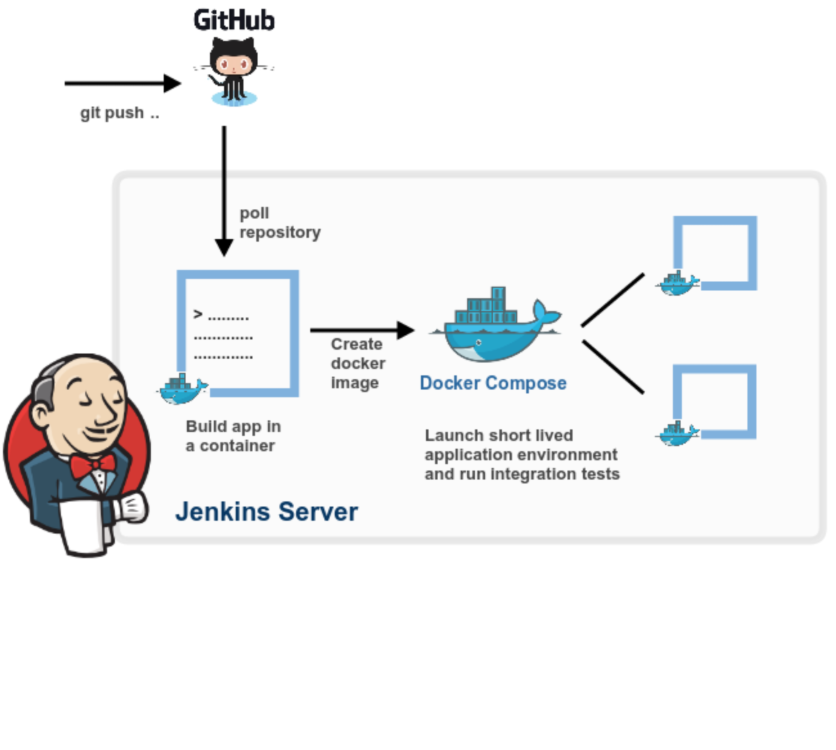 GitHub
git push ..
poll
repository
> .........
.............
.............
Create
docker
image
Docker Compose
Build app in
a container
Launch short lived
application environment
and run integration tests
Jenkins Server